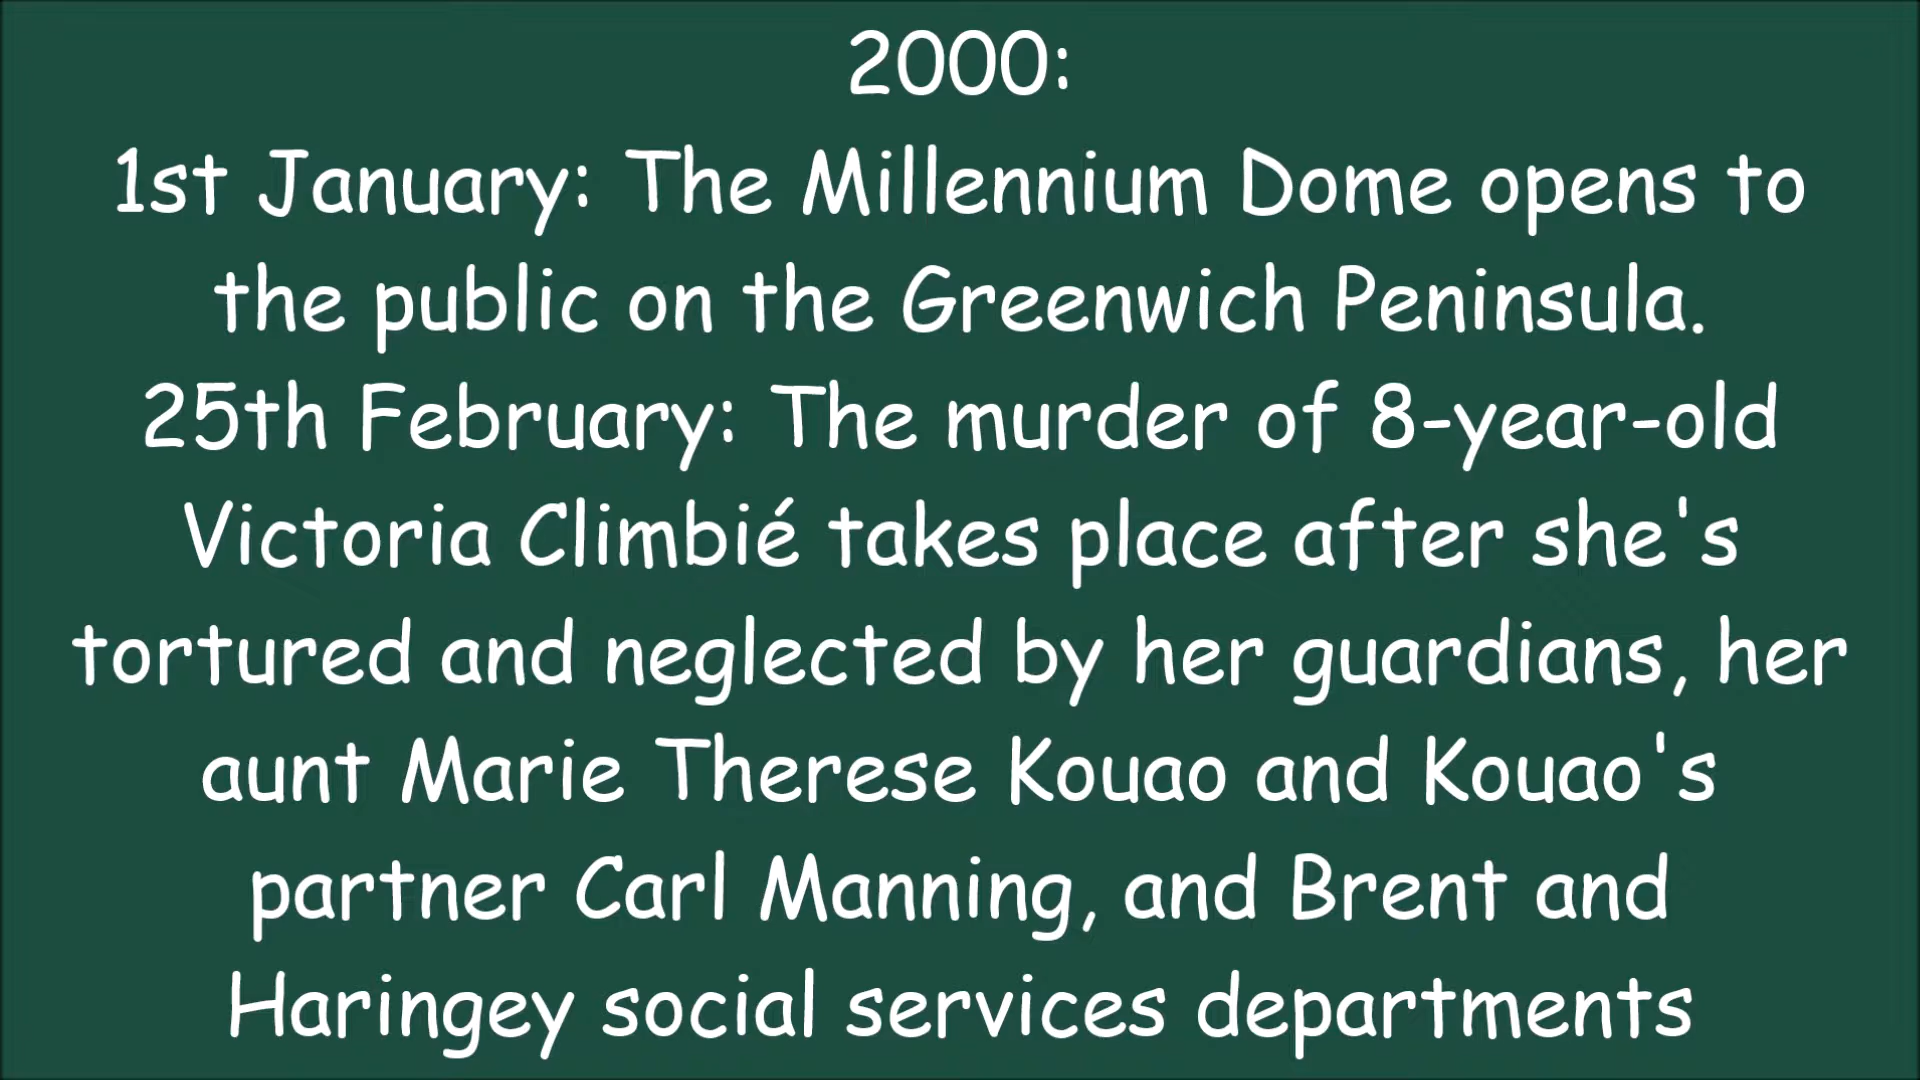 2000:
1st January: The Millennium Dome opens to
the public on the Greenwich Peninsula.
25th February: The murder of 8-year-old
Victoria Climbié takes place after she's
tortured and neglected by her guardians, her
aunt Marie Therese Kouao and Kouao's
partner Carl Manning, and Brent and
Haringey social services departments